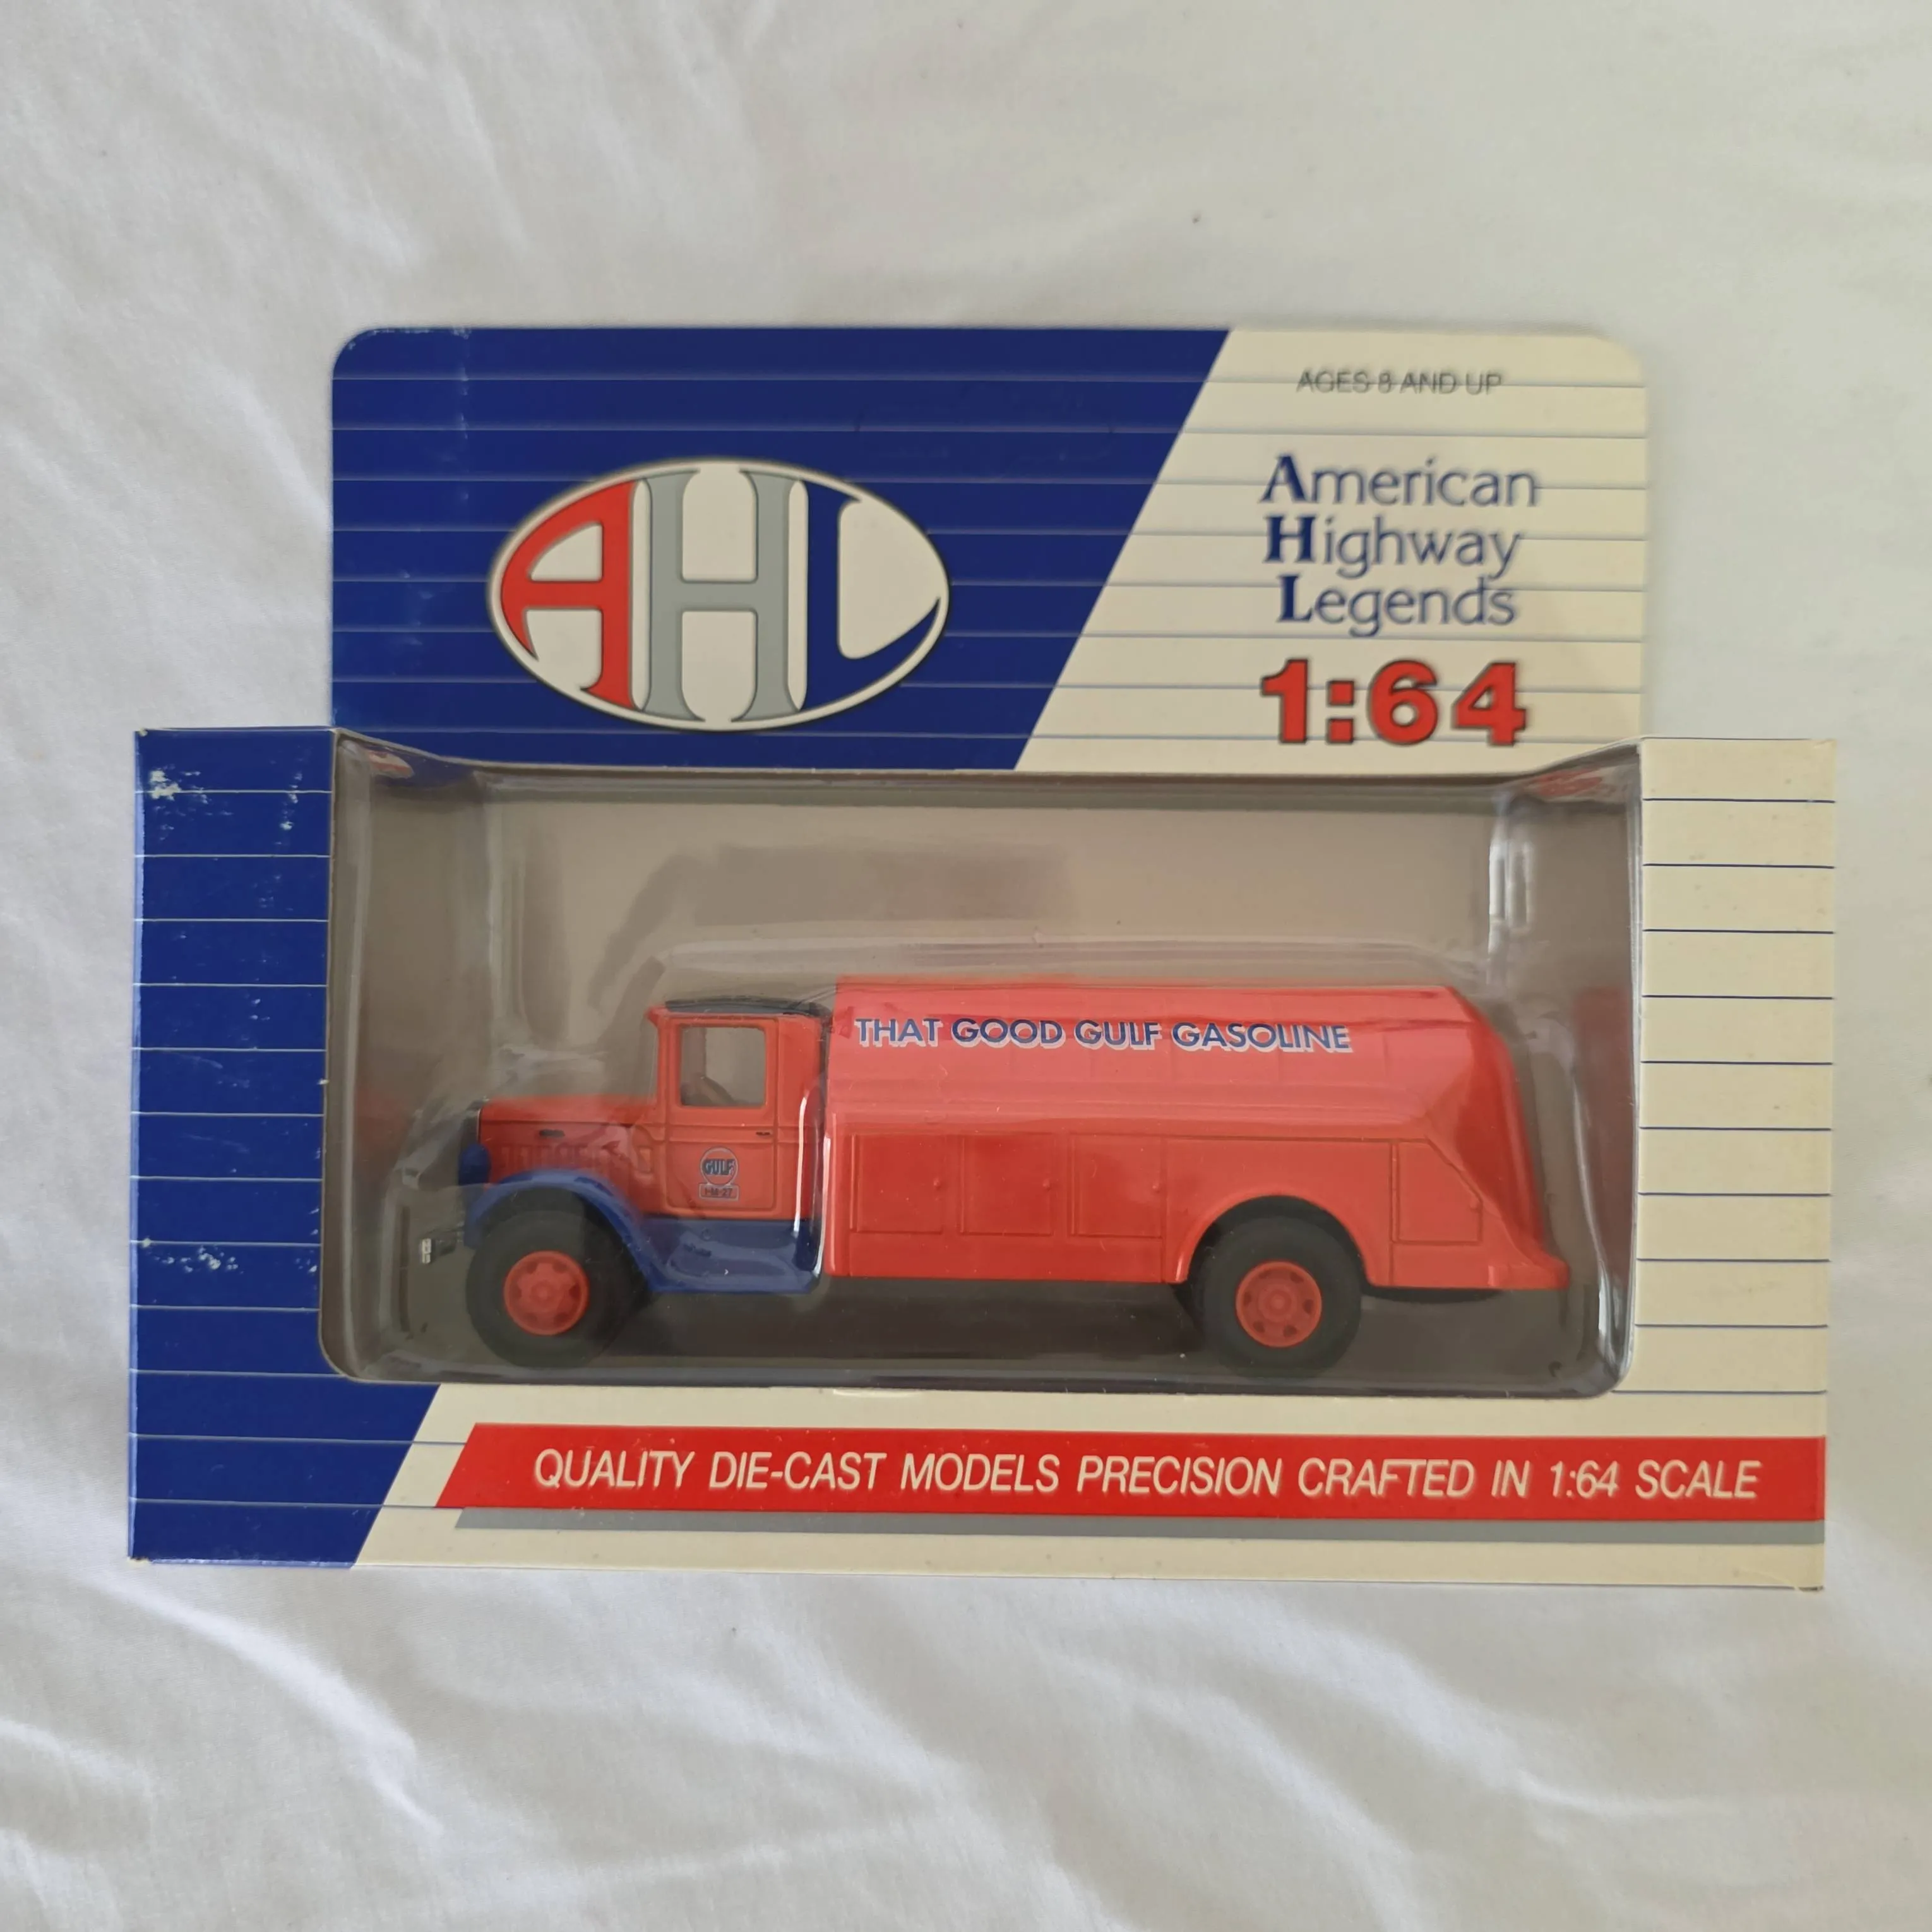 AGES 8 AND UP
AHL
American
Highway
Legends
1:64
THAT GOOD GULF GASOLINE
GULF
QUALITY DIE-CAST MODELS PRECISION CRAFTED IN 1:64 SCALE